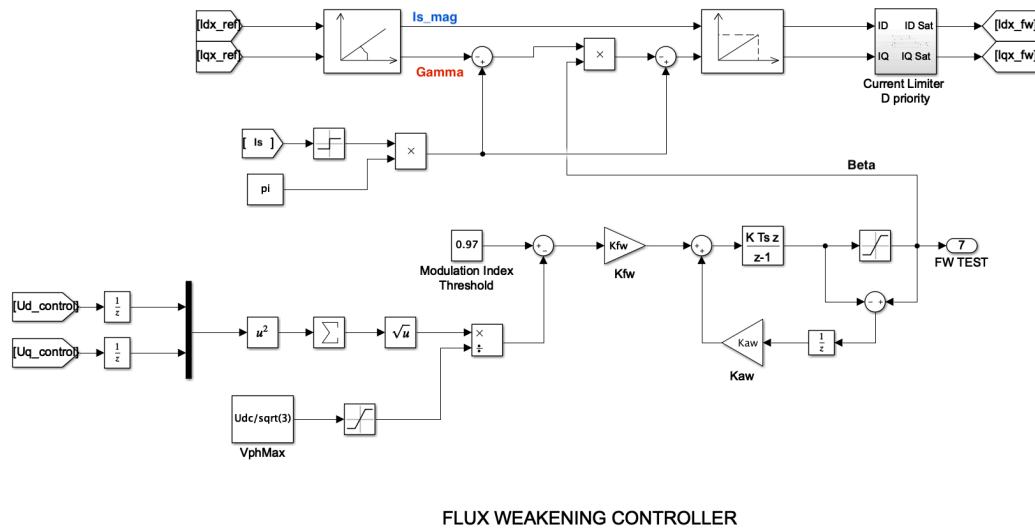 [Idx_ref]
Is_mag
ID
ID Sat
[Idx_fw]
[Iqx_ref]
Gamma
IQ
IQ Sat
[Iqx_fw]
-
+
×
-
+
Current Limiter
D priority
[ Is ]
×
pi
Beta
0.97
+
-
Kfw
+
+
K Ts z
z-1
7
Modulation Index
Threshold
Kfw
FW TEST
[Ud_control]
1
z
-
+
u²
∑
√u
×
÷
Kaw
1
z
[Uq_control]
1
z
Kaw
Udc/sqrt(3)
VphMax
FLUX WEAKENING CONTROLLER